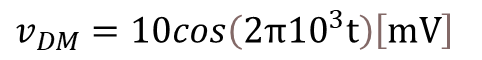 v_DM = 10cos(2π10³t)[mV]